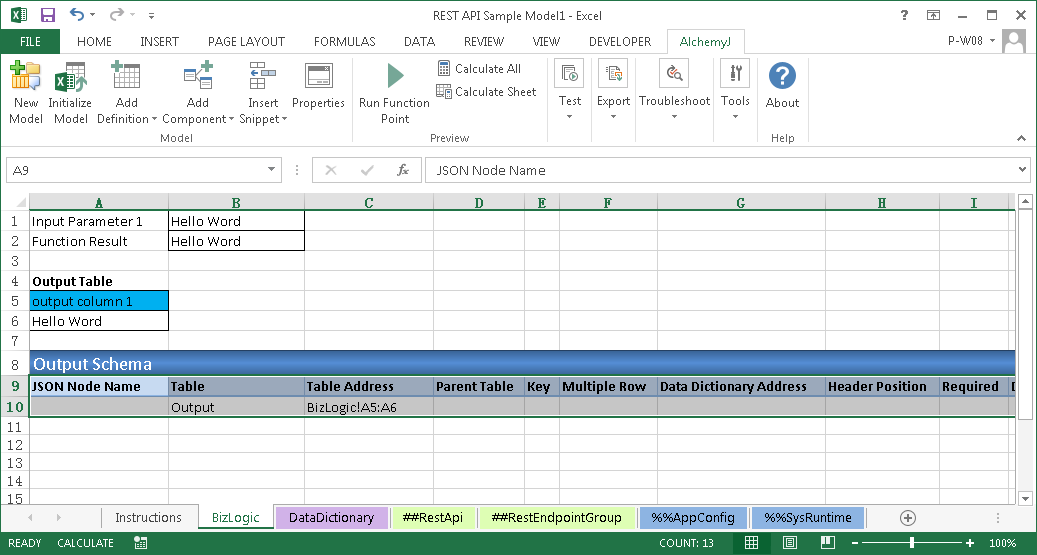 REST API Sample Model1 - Excel
?
FILE HOME INSERT PAGE LAYOUT FORMULAS DATA REVIEW VIEW DEVELOPER AlchemyJ P-W08
New Model
Initialize Model
Add Definition
Add Component
Insert Snippet
Properties
Model
Run Function Point
Calculate All
Calculate Sheet
Preview
Test
Export
Troubleshoot
Tools
About
Help
A9 fx JSON Node Name
A B C D E F G H I
1 Input Parameter 1 Hello Word
2 Function Result Hello Word
3
4 Output Table
5 output column 1
6 Hello Word
7
8 Output Schema
9 JSON Node Name Table Table Address Parent Table Key Multiple Row Data Dictionary Address Header Position Required
10 Output BizLogic!A5:A6
11
12
13
14
15
Instructions BizLogic DataDictionary ##RestApi ##RestEndpointGroup %%AppConfig %%SysRuntime
READY CALCULATE COUNT: 13 100%